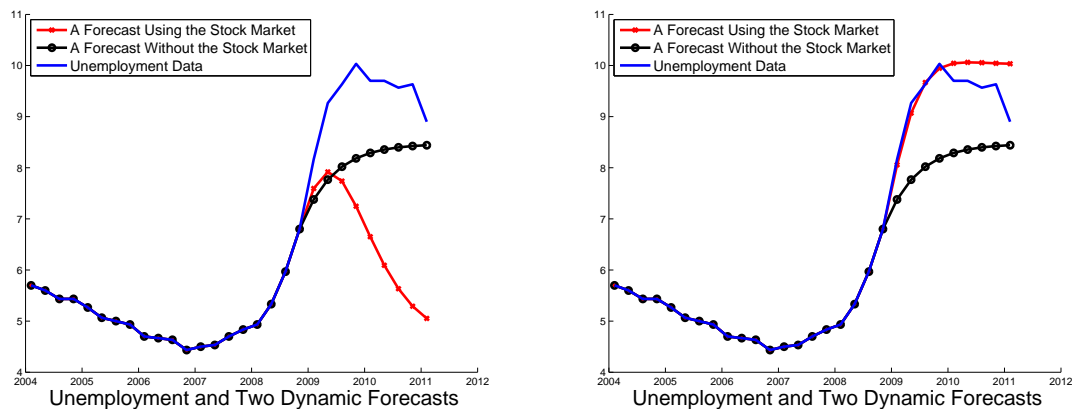 11
10
9
8
7
6
5
4
A Forecast Using the Stock Market
A Forecast Without the Stock Market
Unemployment Data
2004 2005 2006 2007 2008 2009 2010 2011 2012
Unemployment and Two Dynamic Forecasts
11
10
9
8
7
6
5
4
A Forecast Using the Stock Market
A Forecast Without the Stock Market
Unemployment Data
2004 2005 2006 2007 2008 2009 2010 2011 2012
Unemployment and Two Dynamic Forecasts